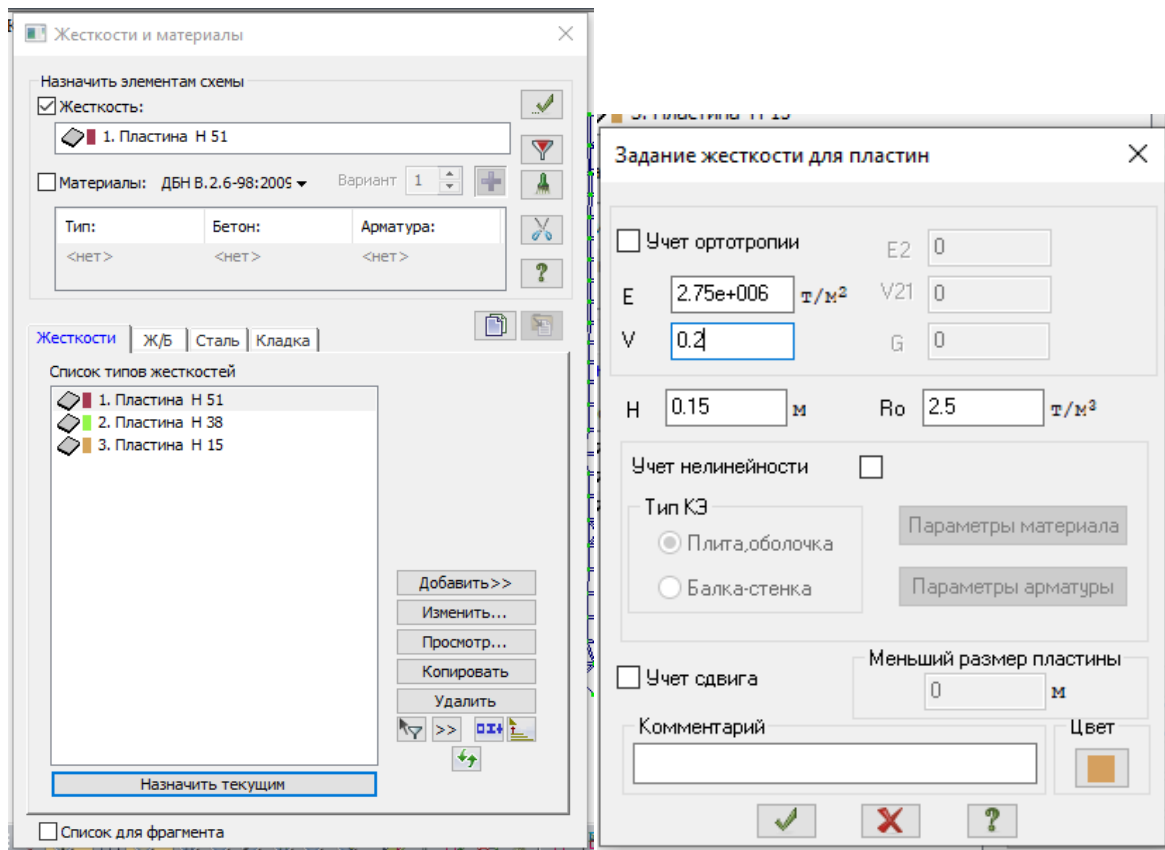 Жесткости и материалы
Назначить элементам схемы
Жесткость:
1. Пластина H 51
Материалы: ДБН В.2.6-98:2009
Вариант 1
Тип: Бетон: Арматура:
<нет> <нет> <нет>
Жесткости Ж/Б Сталь Кладка
Список типов жесткостей
1. Пластина H 51
2. Пластина H 38
3. Пластина H 15
Добавить>>
Изменить...
Просмотр...
Копировать
Удалить
>>
Назначить текущим
Список для фрагмента
Задание жесткости для пластин
Учет ортотропии
E2 0
E 2.75e+006 т/м²
V21 0
V 0.2
G 0
H 0.15 м
Ro 2.5 т/м³
Учет нелинейности
Тип КЭ
Плита,оболочка
Балка-стенка
Параметры материала
Параметры арматуры
Учет сдвига
Меньший размер пластины
0 м
Комментарий
Цвет